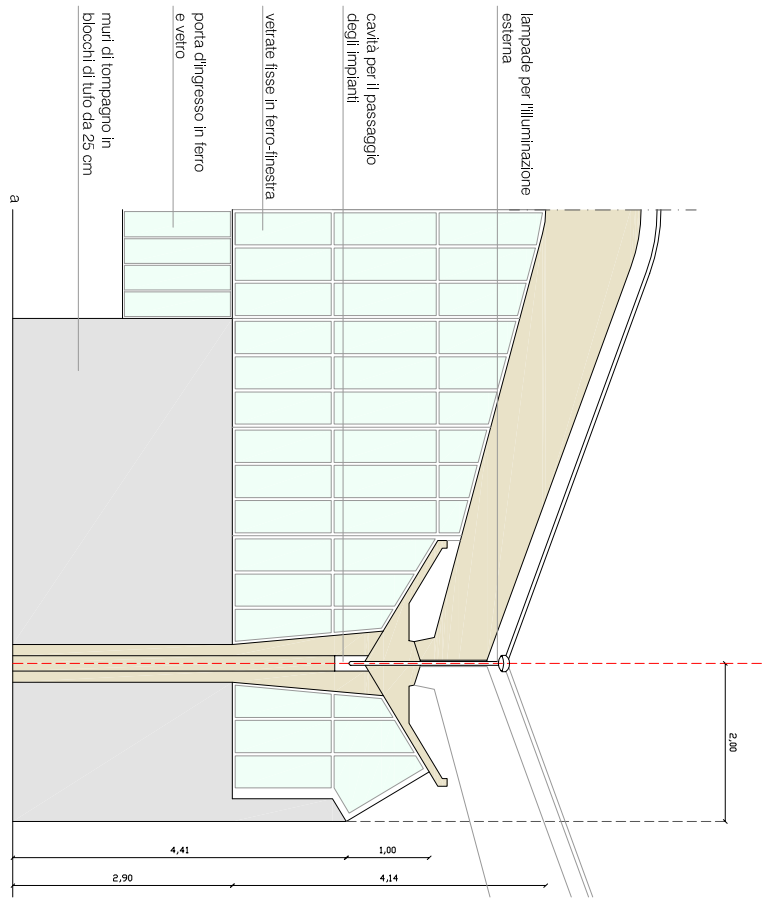 lampade per l'illuminazione
esterna
cavità per il passaggio
degli impianti
vetrate fisse in ferro-finestra
porta d'ingresso in ferro
e vetro
muri di tompagno in
blocchi di tufo da 25 cm
a
2,00
4,41
1,00
2,90
4,14